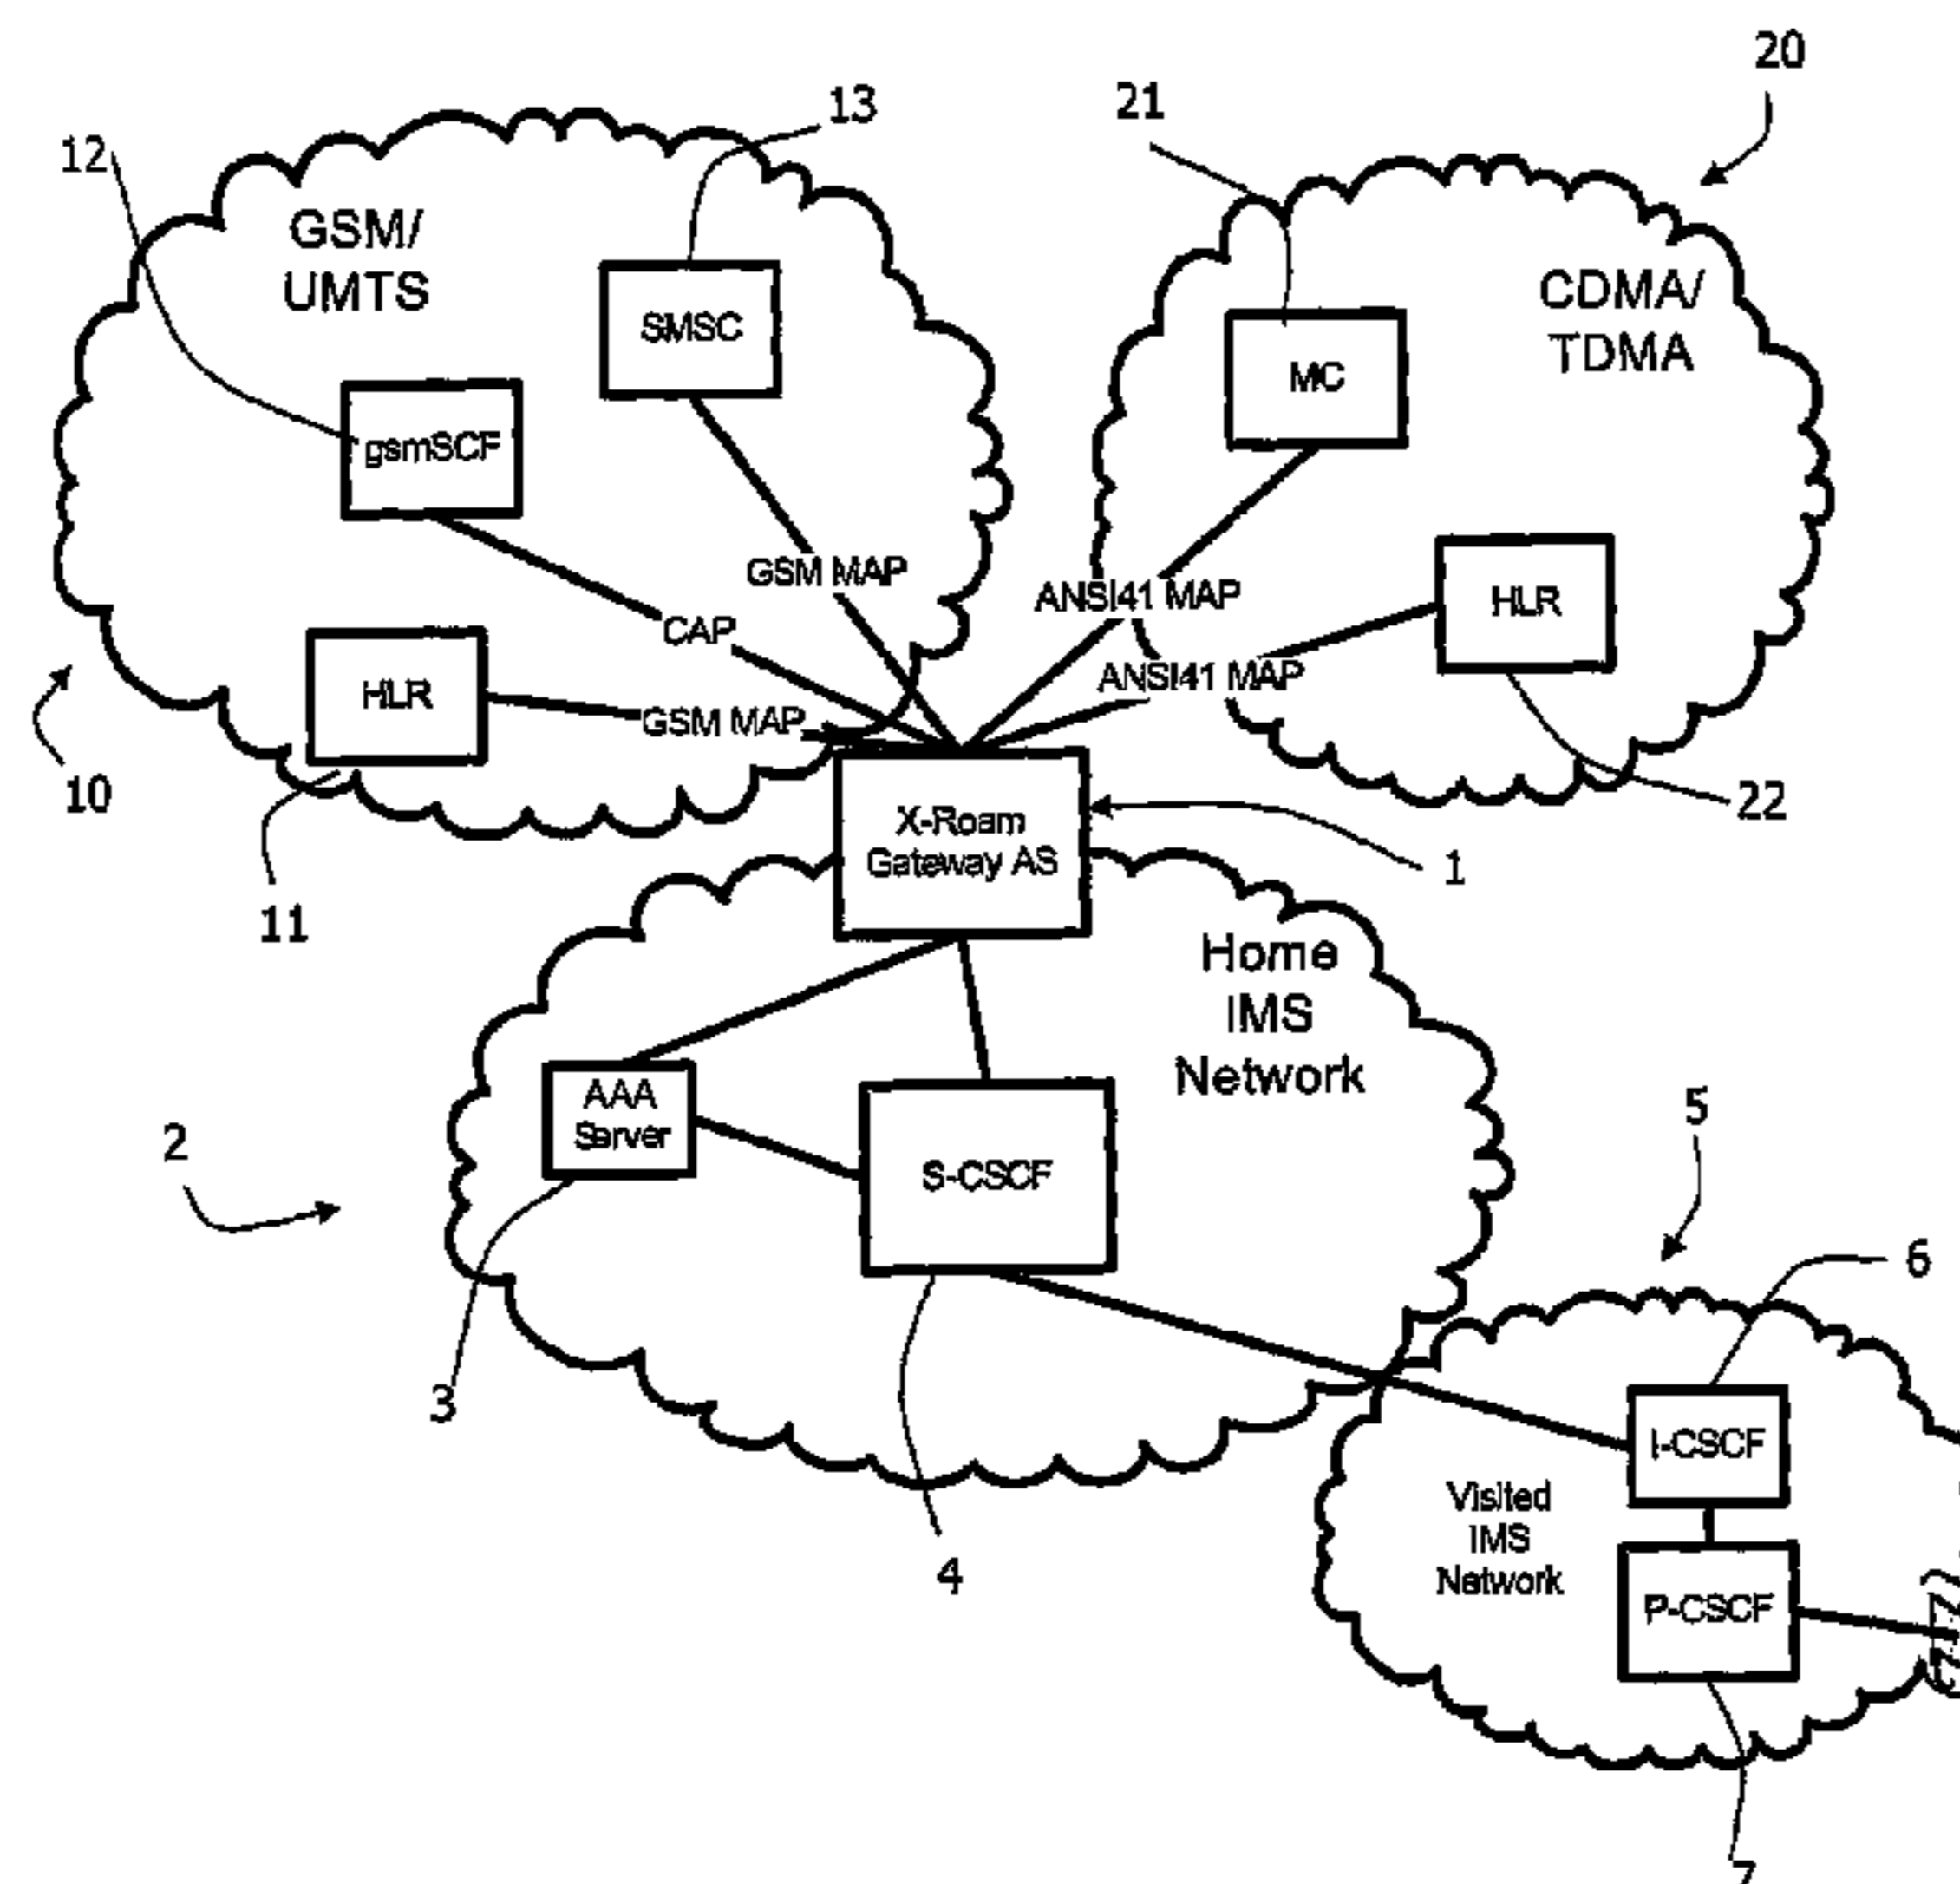 20
13
21
12
GSM/
UMTS
SMSC
CDMA/
TDMA
MC
gsmSCF
GSM MAP
ANSI41 MAP
HLR
CAP
ANSI41 MAP
HLR
GSM MAP
10
22
X-Roam
Gateway AS
1
11
Home
IMS
Network
AAA
Server
S-CSCF
2
5
6
3
I-CSCF
Visited
IMS
Network
4
P-CSCF
7